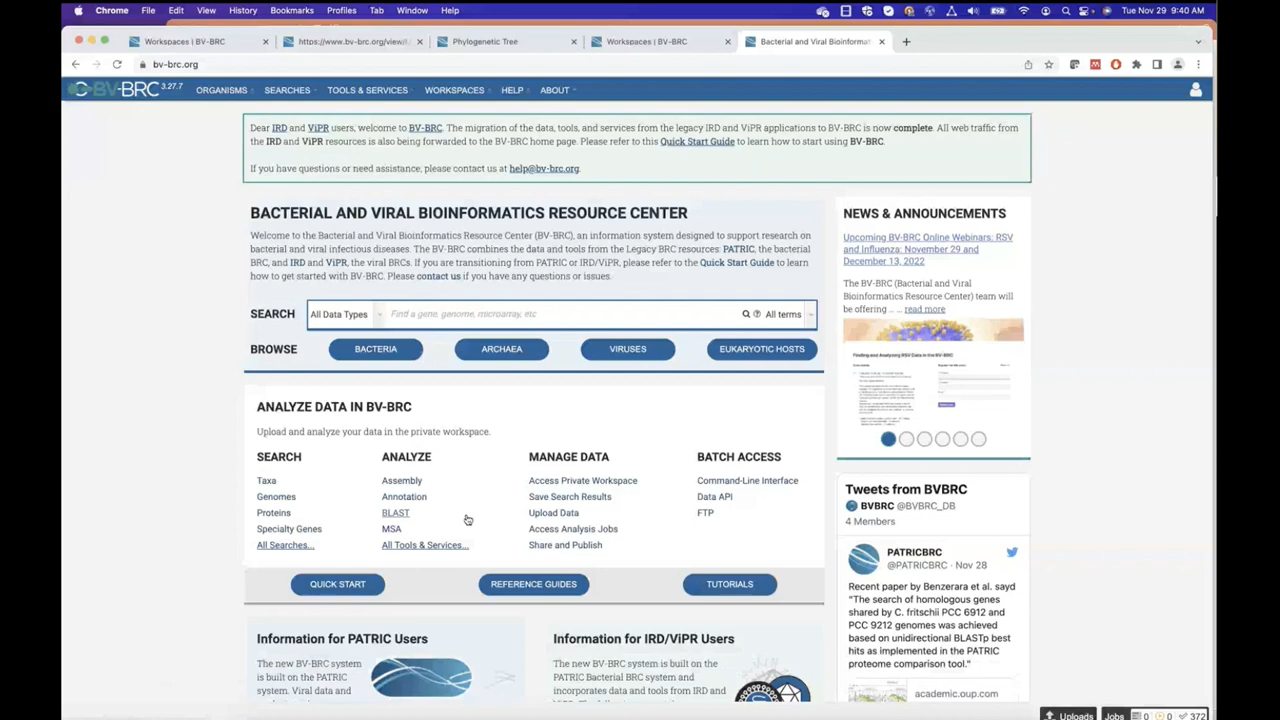 Chrome File Edit View History Bookmarks Profiles Tab Window Help Tue Nov 29 9:40 AM
Workspaces | BV-BRC
https://www.bv-brc.org/view/
Phylogenetic Tree
Workspaces | BV-BRC
Bacterial and Viral Bioinformat
bv-brc.org
BV-BRC 3.27.7 ORGANISMS SEARCHES TOOLS & SERVICES WORKSPACES HELP ABOUT
Dear IRD and ViPR users, welcome to BV-BRC. The migration of the data, tools, and services from the legacy IRD and ViPR applications to BV-BRC is now complete. All web traffic from
the IRD and ViPR resources is also being forwarded to the BV-BRC home page. Please refer to this Quick Start Guide to learn how to start using BV-BRC.
If you have questions or need assistance, please contact us at help@bv-brc.org.
BACTERIAL AND VIRAL BIOINFORMATICS RESOURCE CENTER
Welcome to the Bacterial and Viral Bioinformatics Resource Center (BV-BRC), an information system designed to support research on
bacterial and viral infectious diseases. The BV-BRC combines the data and tools from the Legacy BRC resources: PATRIC, the bacterial
BRC, and IRD and ViPR, the viral BRCs. If you are transitioning from PATRIC or IRD/ViPR, please refer to the Quick Start Guide to learn
how to get started with BV-BRC. Please contact us if you have any questions or issues.
SEARCH All Data Types Find a gene, genome, microarray, etc All terms
BROWSE BACTERIA ARCHAEA VIRUSES EUKARYOTIC HOSTS
ANALYZE DATA IN BV-BRC
Upload and analyze your data in the private workspace.
SEARCH
Taxa
Genomes
Proteins
Specialty Genes
All Searches...
ANALYZE
Assembly
Annotation
BLAST
MSA
All Tools & Services...
MANAGE DATA
Access Private Workspace
Save Search Results
Upload Data
Access Analysis Jobs
Share and Publish
BATCH ACCESS
Command-Line Interface
Data API
FTP
QUICK START REFERENCE GUIDES TUTORIALS
Information for PATRIC Users
The new BV-BRC system
is built on the PATRIC
system. Viral data and
Information for IRD/ViPR Users
The new BV-BRC system is built on the
PATRIC Bacterial BRC system and
incorporates data and tools from IRD and
NEWS & ANNOUNCEMENTS
Upcoming BV-BRC Online Webinars: RSV
and Influenza: November 29 and
December 13, 2022
The BV-BRC (Bacterial and Viral
Bioinformatics Resource Center) team will
be offering ... ... read more
Finding and Analyzing RSV Data in the BV-BRC
Tweets from BVBRC
BVBRC @BVBRC_DB
4 Members
PATRICBRC
@PATRICBRC · Nov 28
Recent paper by Benzerara et al. sayd
"The search of homologous genes
shared by C. fritschii PCC 6912 and
PCC 9212 genomes was achieved
based on unidirectional BLASTp best
hits as implemented in the PATRIC
proteome comparison tool."
academic.oup.com
Uploads Jobs 0 0 372